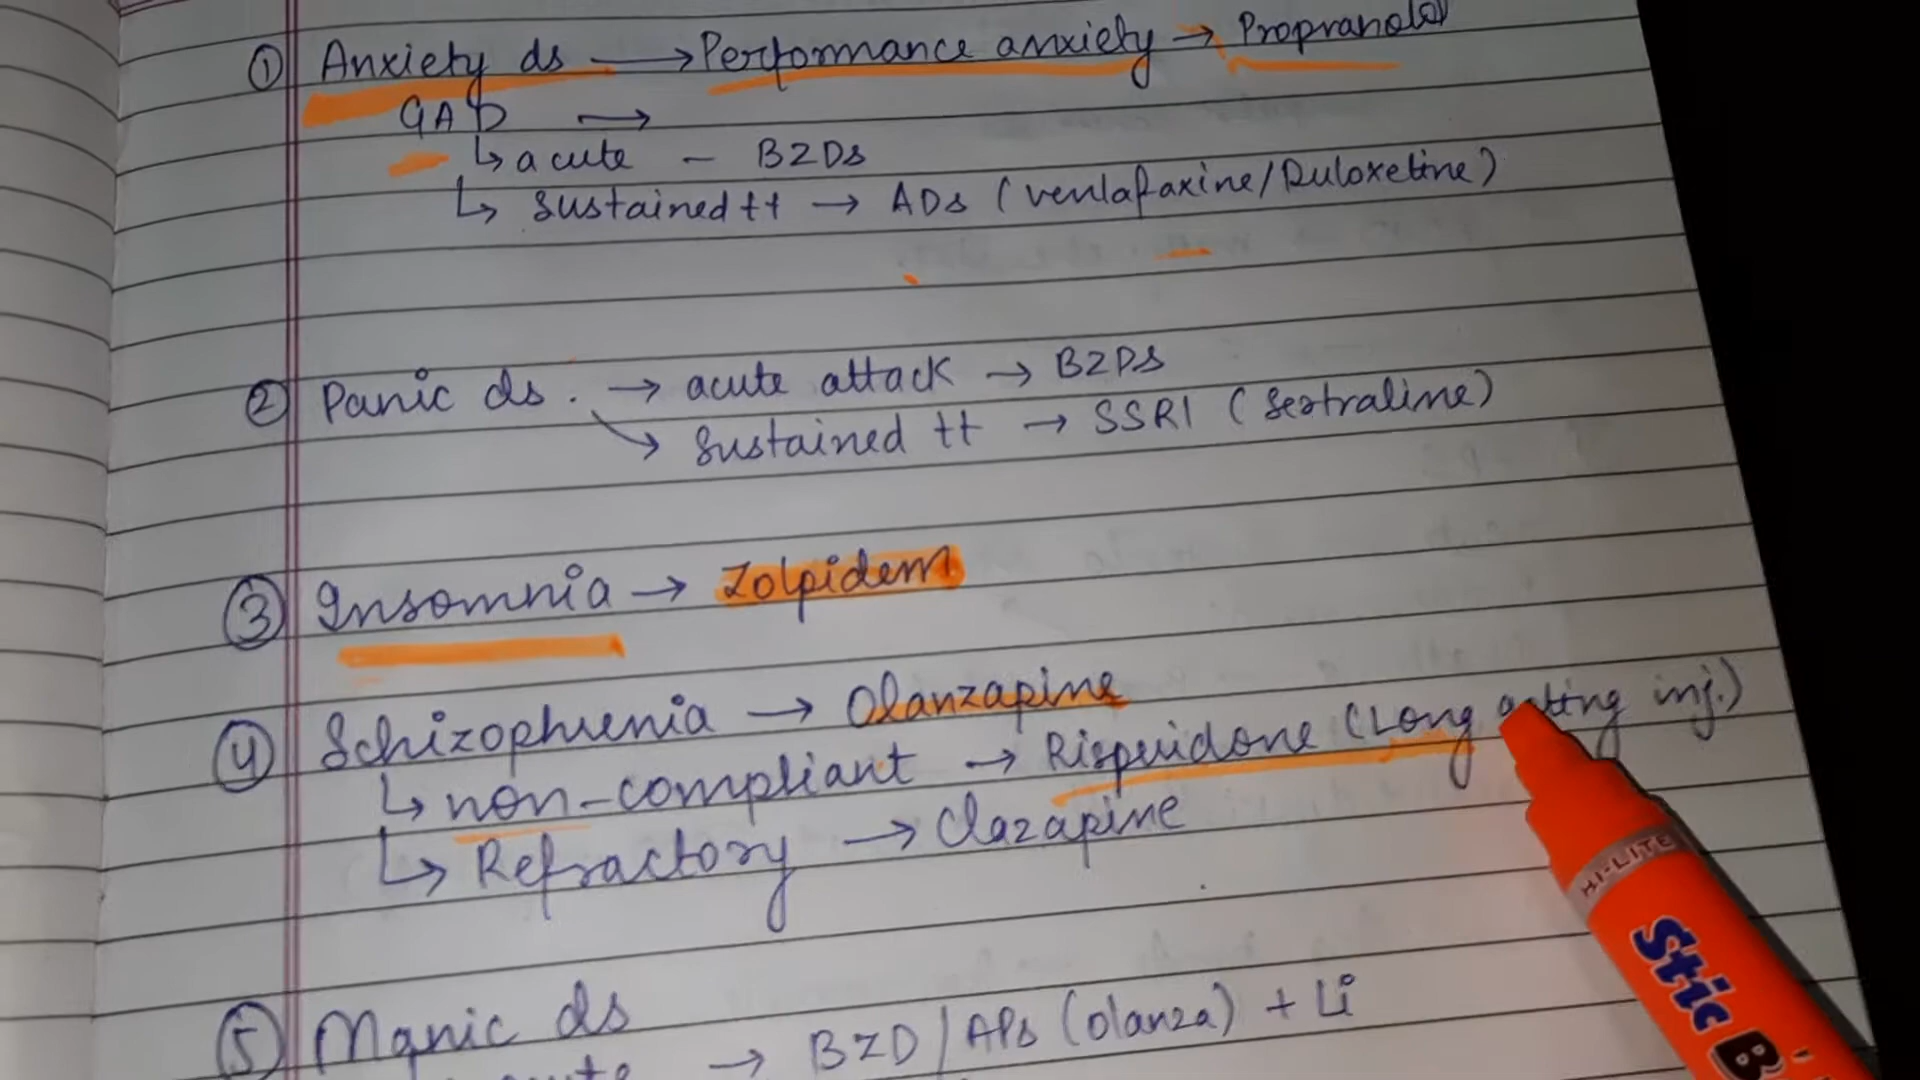 ① Anxiety ds → Performance anxiety → Propranolol
GAD →
↳ acute - BZDs
↳ Sustained tt → ADs (venlafaxine/Duloxetine)
② Panic ds. → acute attack → BZDs
→ Sustained tt → SSRI (Sertraline)
③ Insomnia → Zolpidem
④ Schizophrenia → Olanzapine
↳ non-compliant → Risperidone (Long acting inj.)
↳ Refractory → Clozapine
⑤ Manic ds
→ BZD/APs (olanza) + Li
HI-LITE
Stic